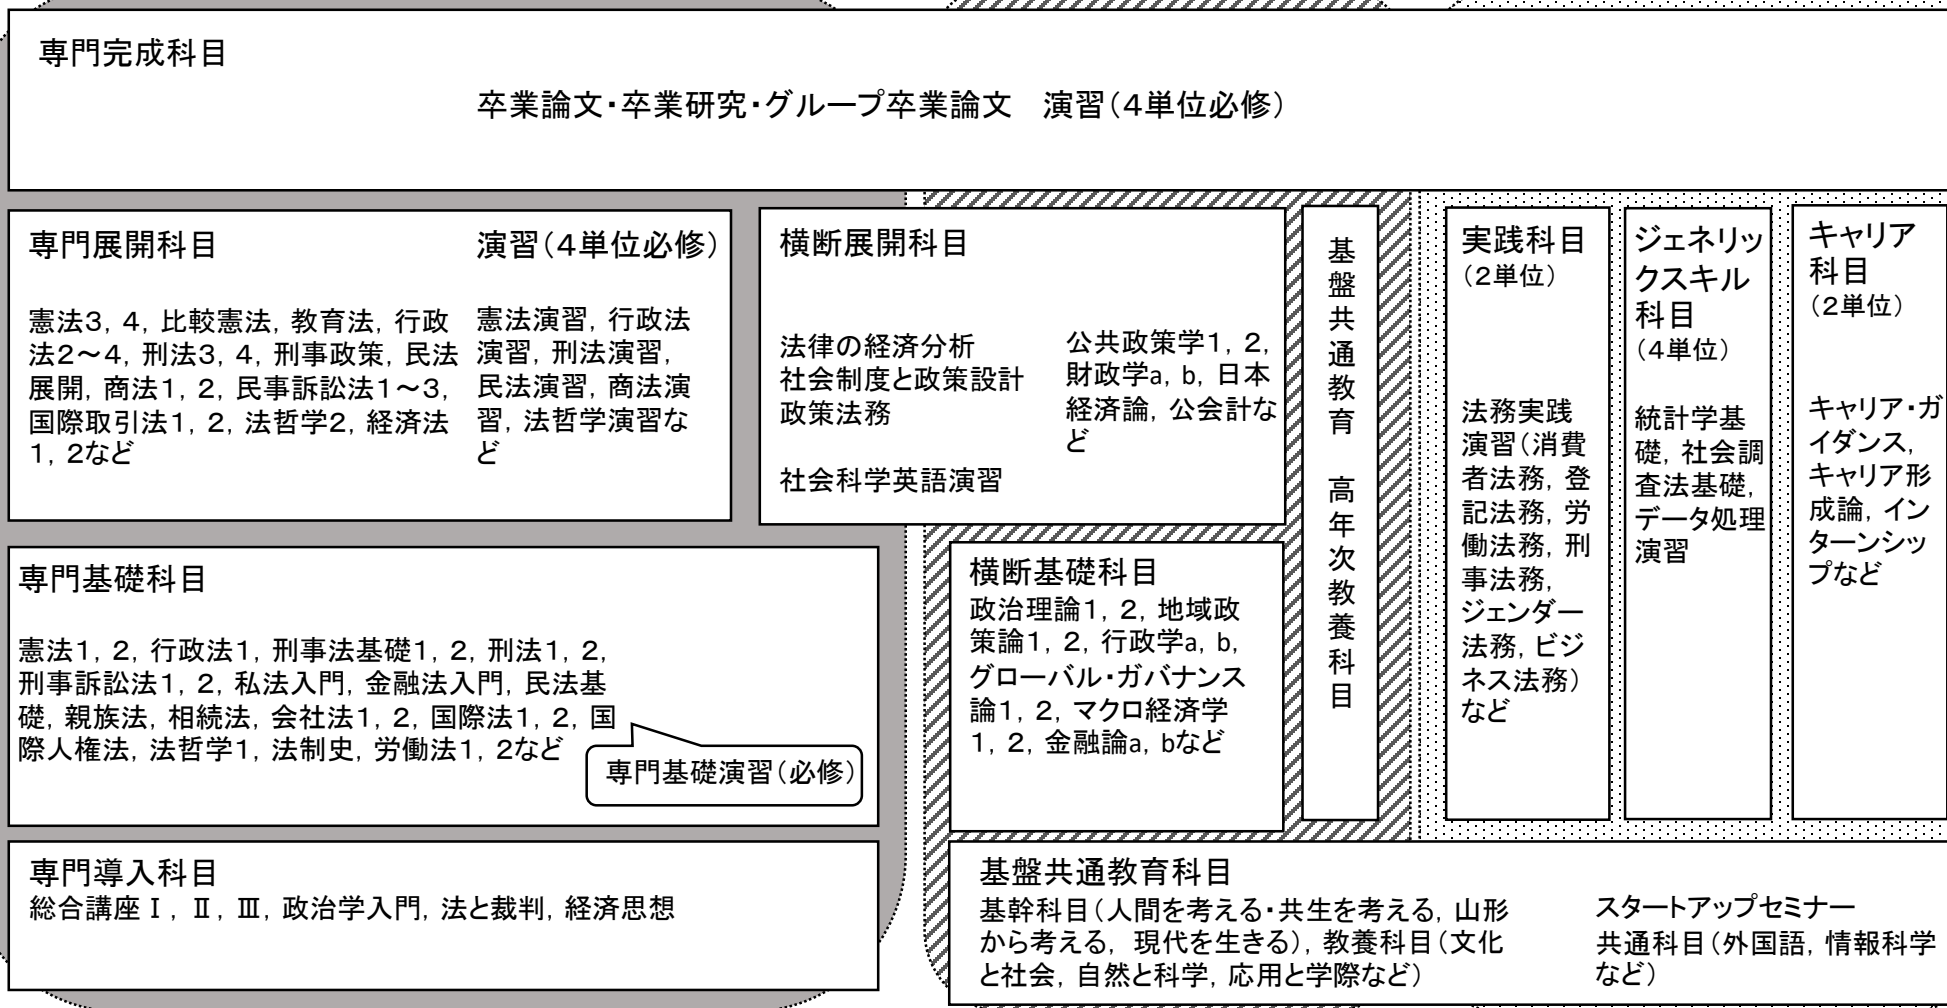 専門完成科目
卒業論文・卒業研究・グループ卒業論文　演習（４単位必修）
専門展開科目
憲法3, 4, 比較憲法, 教育法, 行政
法2～4, 刑法3, 4, 刑事政策, 民法
展開, 商法1, 2, 民事訴訟法1～3,
国際取引法1, 2, 法哲学2, 経済法
1, 2など
演習（４単位必修）
憲法演習, 行政法
演習, 刑法演習,
民法演習, 商法演
習, 法哲学演習な
ど
横断展開科目
法律の経済分析
社会制度と政策設計
政策法務
社会科学英語演習
公共政策学1, 2,
財政学a, b, 日本
経済論, 公会計な
ど
基盤共通教育　高年次教養科目
実践科目
（２単位）
法務実践
演習（消費
者法務, 登
記法務, 労
働法務, 刑
事法務,
ジェンダー
法務, ビジ
ネス法務）
など
ジェネリッ
クスキル
科目
（４単位）
統計学基
礎, 社会調
査法基礎,
データ処理
演習
キャリア
科目
（２単位）
キャリア・ガ
イダンス,
キャリア形
成論, イン
ターンシッ
プなど
専門基礎科目
憲法1, 2, 行政法1, 刑事法基礎1, 2, 刑法1, 2,
刑事訴訟法1, 2, 私法入門, 金融法入門, 民法基
礎, 親族法, 相続法, 会社法1, 2, 国際法1, 2, 国
際人権法, 法哲学1, 法制史, 労働法1, 2など
専門基礎演習（必修）
横断基礎科目
政治理論1, 2, 地域政
策論1, 2, 行政学a, b,
グローバル・ガバナンス
論1, 2, マクロ経済学
1, 2, 金融論a, bなど
専門導入科目
総合講座Ⅰ, Ⅱ, Ⅲ, 政治学入門, 法と裁判, 経済思想
基盤共通教育科目
基幹科目（人間を考える・共生を考える, 山形
から考える, 現代を生きる）, 教養科目（文化
と社会, 自然と科学, 応用と学際など）
スタートアップセミナー
共通科目（外国語, 情報科学
など）